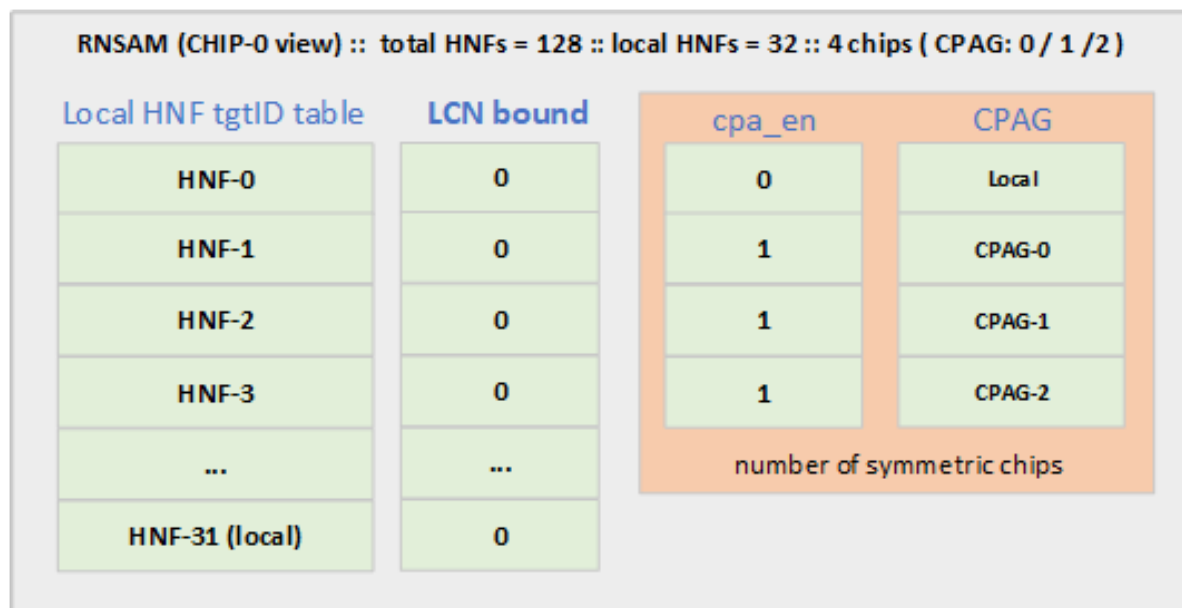 RNSAM (CHIP-0 view) :: total HNFs = 128 :: local HNFs = 32 :: 4 chips ( CPAG: 0 / 1 /2 )
Local HNF tgtID table
HNF-0
HNF-1
HNF-2
HNF-3
...
HNF-31 (local)
LCN bound
0
0
0
0
...
0
cpa_en
0
1
1
1
CPAG
Local
CPAG-0
CPAG-1
CPAG-2
number of symmetric chips